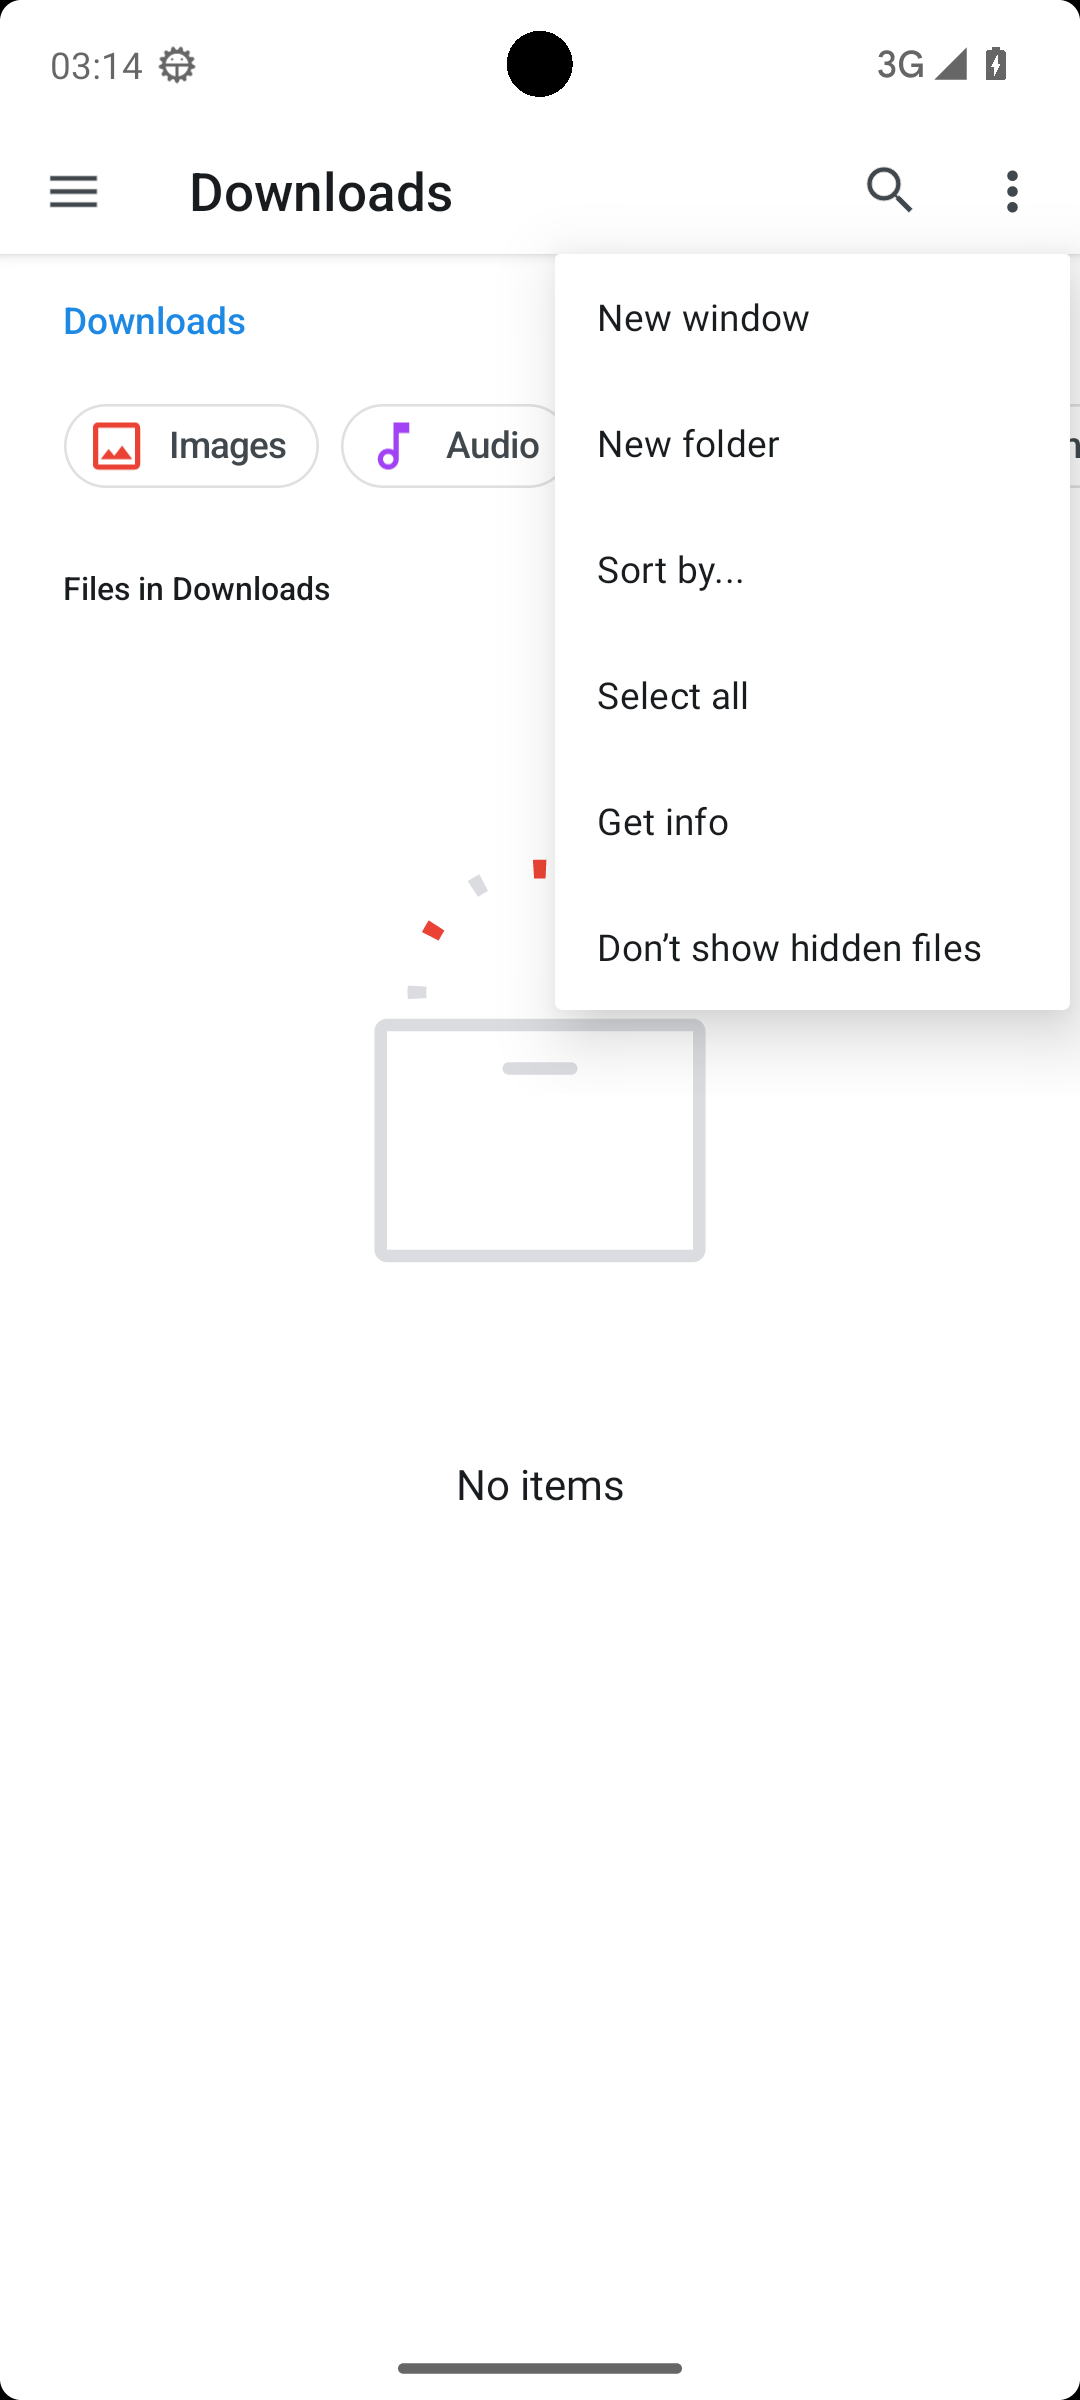 03:14
3G
Downloads
Downloads
Images
Audio
Files in Downloads
New window
New folder
Sort by...
Select all
Get info
Don’t show hidden files
No items